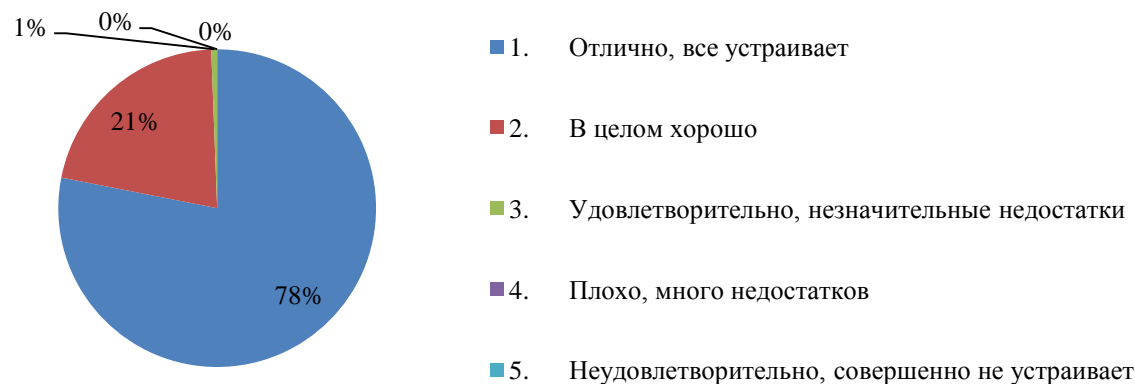 1%
0%
0%
21%
78%
1. Отлично, все устраивает
2. В целом хорошо
3. Удовлетворительно, незначительные недостатки
4. Плохо, много недостатков
5. Неудовлетворительно, совершенно не устраивает